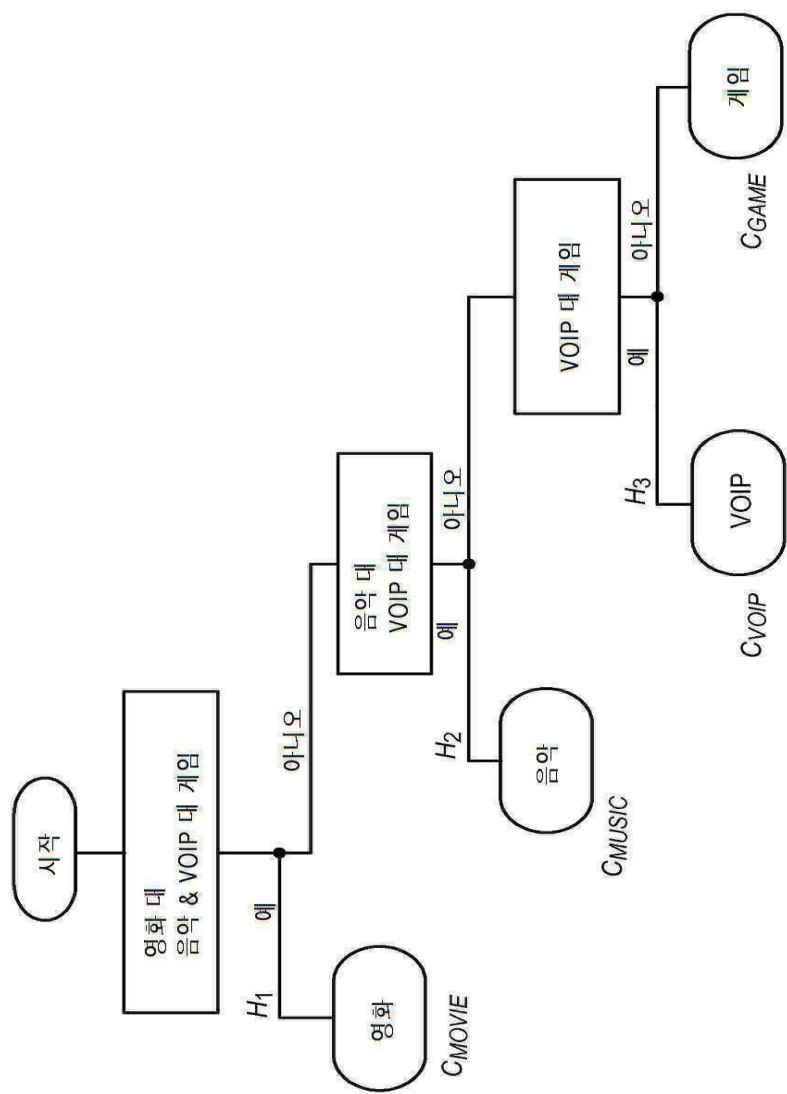 시작
영화 대
음악 & VOIP 대 게임
H1
예
아니오
영화
CMOVIE
음악 대
VOIP 대 게임
H2
예
아니오
음악
CMUSIC
VOIP 대 게임
H3
예
아니오
VOIP
CVOIP
게임
CGAME